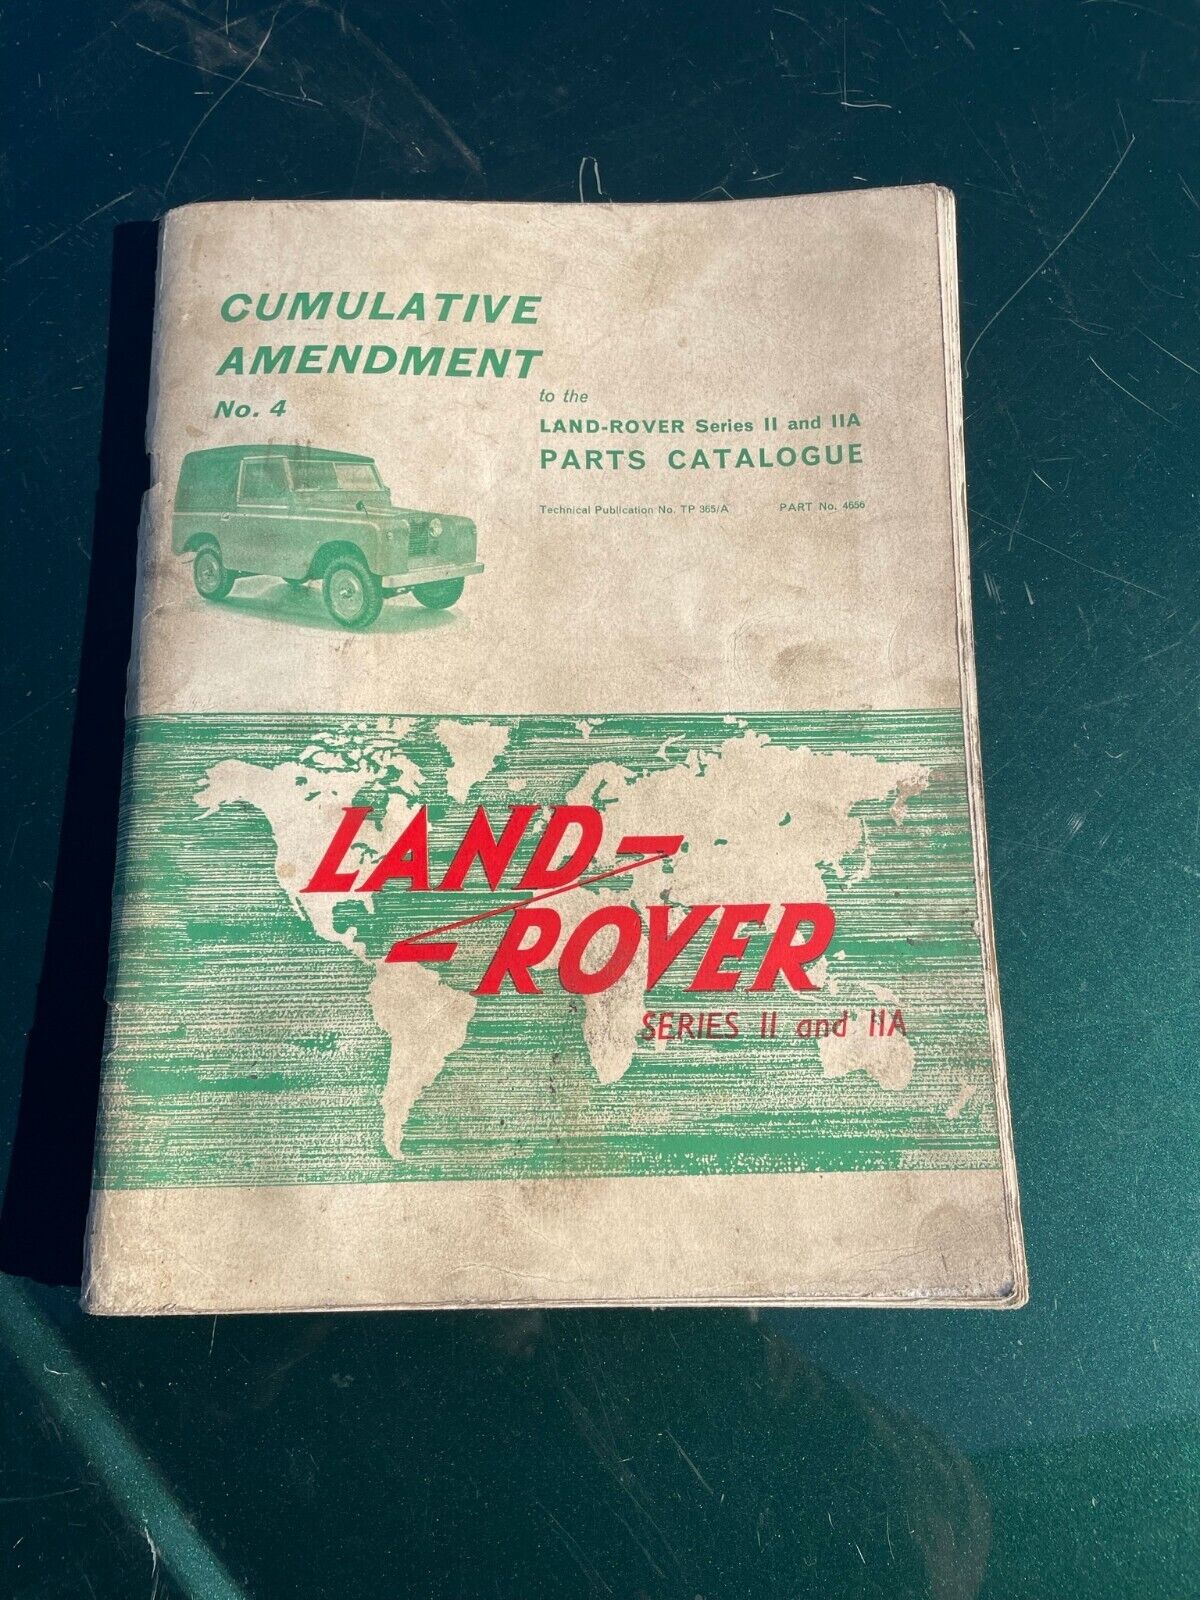 CUMULATIVE
AMENDMENT
No. 4
to the
LAND-ROVER Series II and IIA
PARTS CATALOGUE
Technical Publication No. TP 365/A PART No. 4656
LAND-
-ROVER
SERIES II and IIA